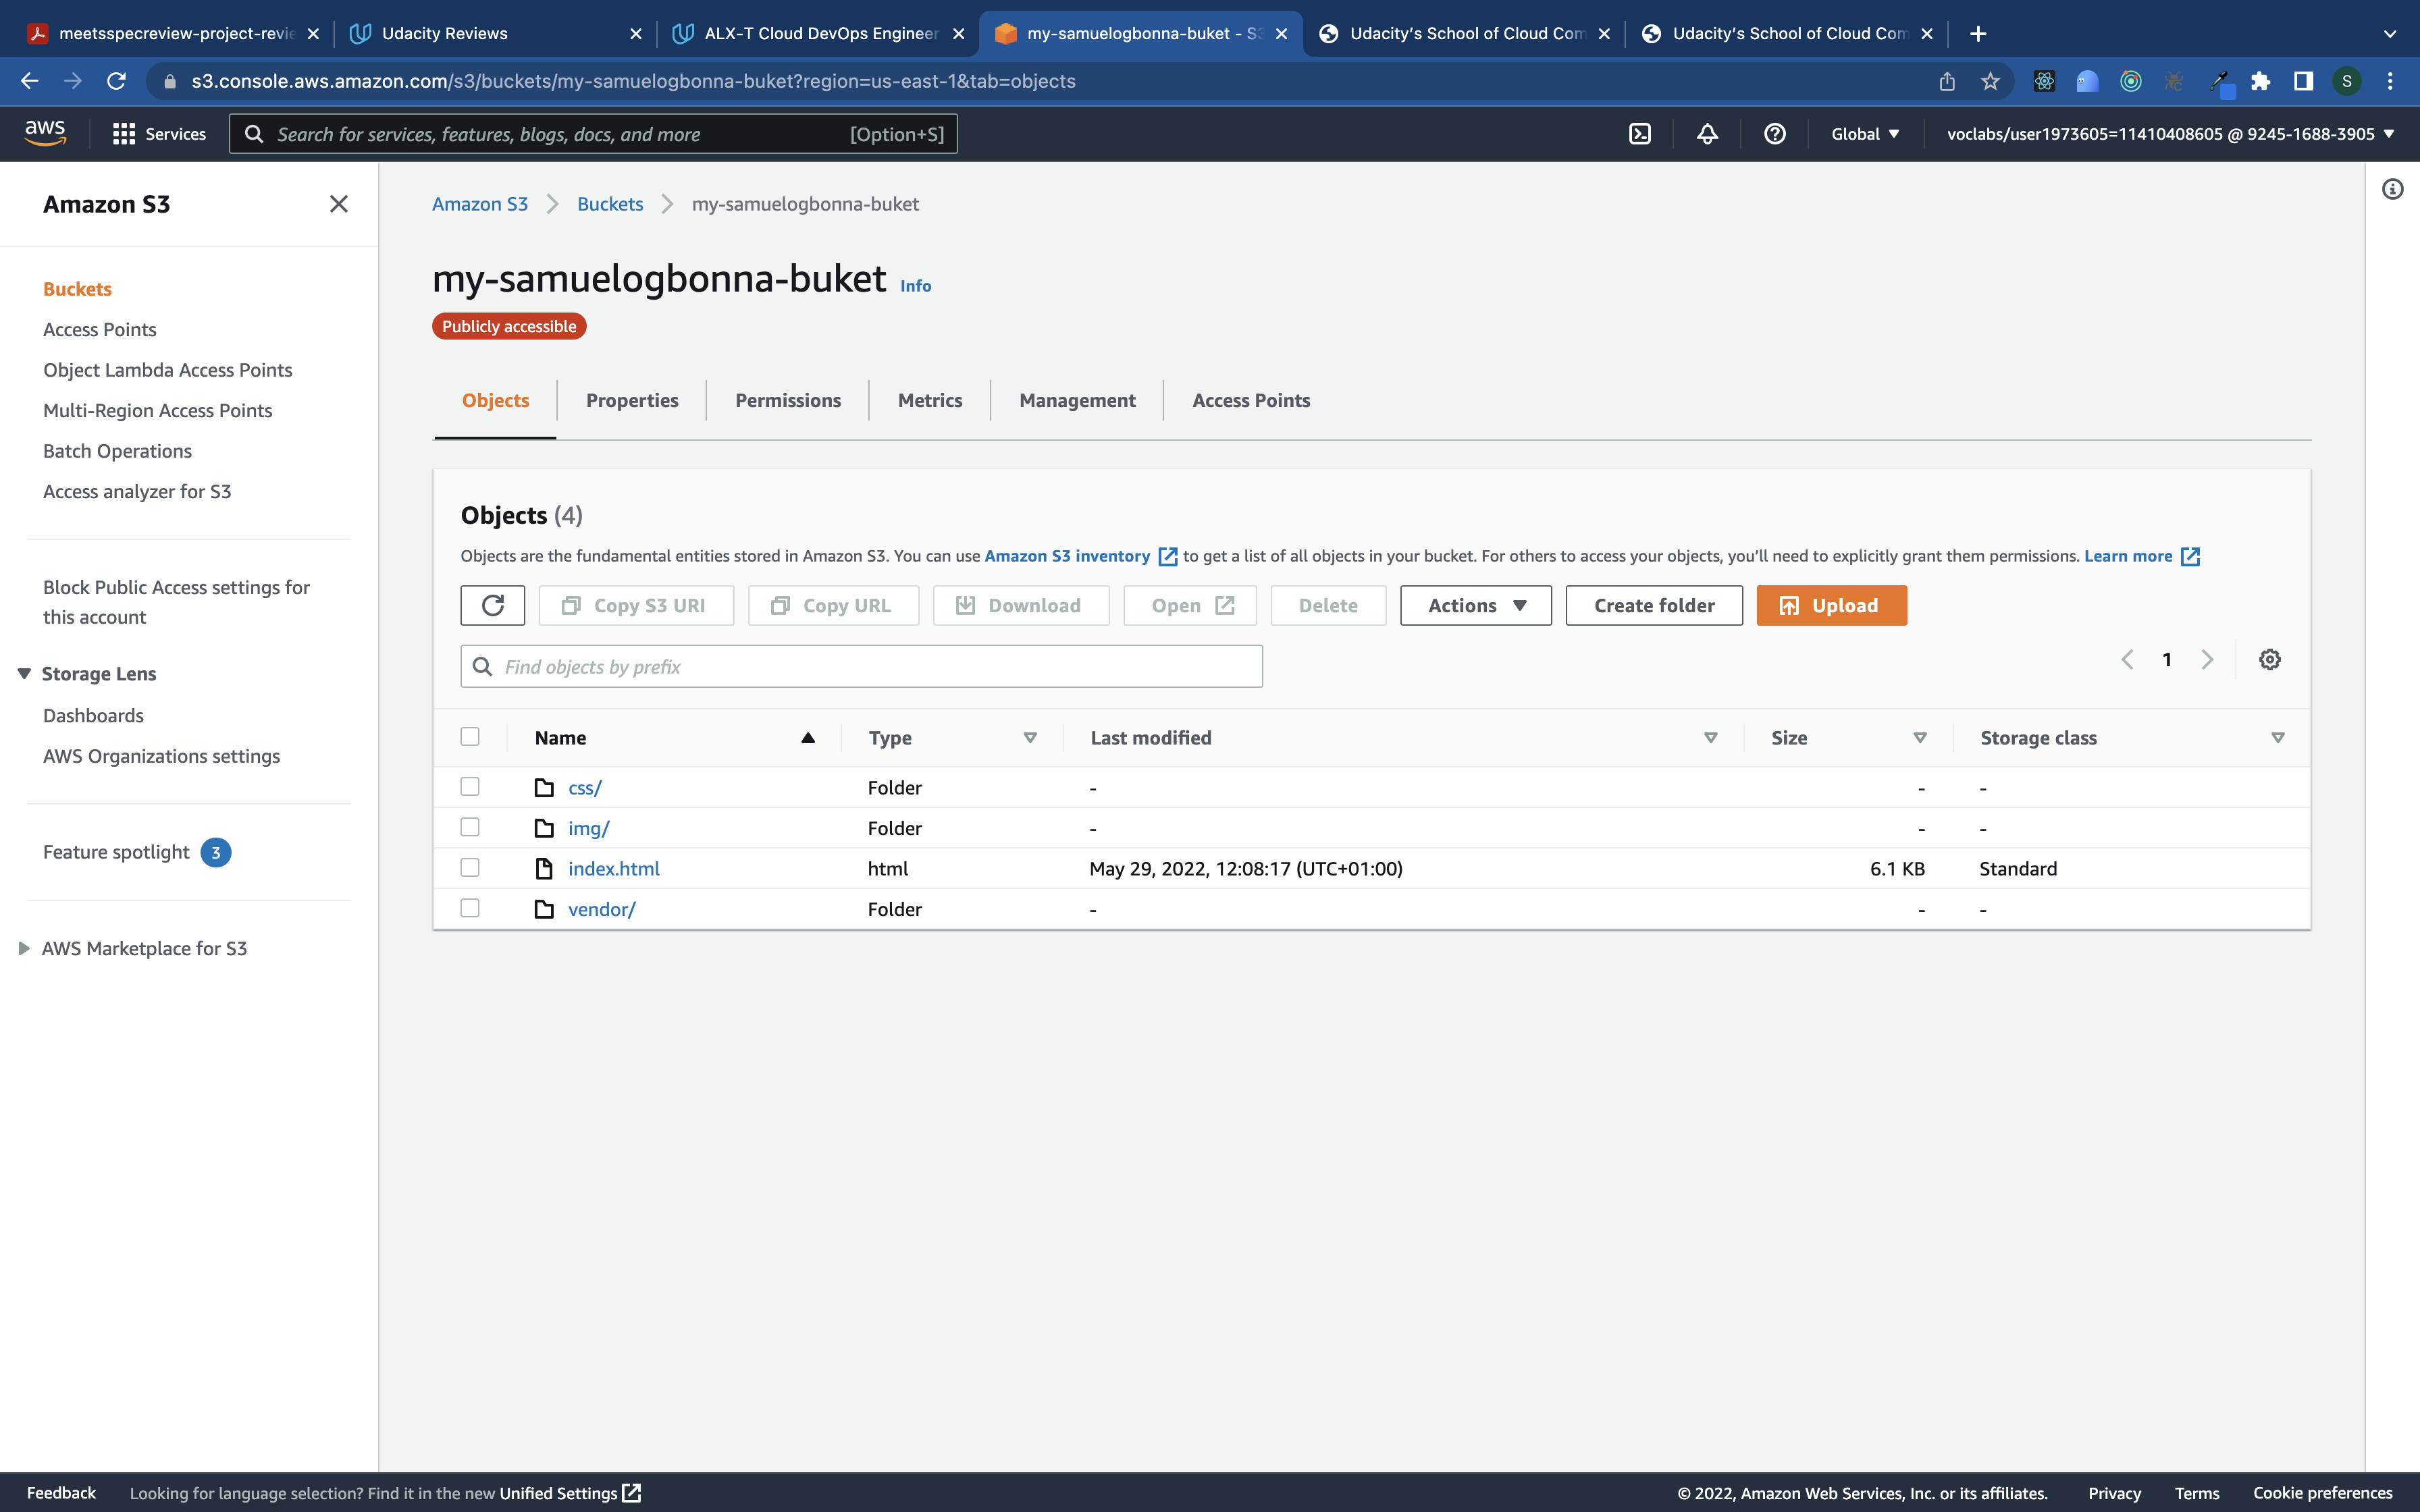 meetsspecreview-project-revie
Udacity Reviews
ALX-T Cloud DevOps Engineer
my-samuelogbonna-buket - S3
Udacity's School of Cloud Com
Udacity's School of Cloud Com
s3.console.aws.amazon.com/s3/buckets/my-samuelogbonna-buket?region=us-east-1&tab=objects
S
aws
Services
Search for services, features, blogs, docs, and more
[Option+S]
Global
voclabs/user1973605=11410408605 @ 9245-1688-3905
Amazon S3
Buckets
Access Points
Object Lambda Access Points
Multi-Region Access Points
Batch Operations
Access analyzer for S3
Block Public Access settings for
this account
Storage Lens
Dashboards
AWS Organizations settings
Feature spotlight 3
AWS Marketplace for S3
Amazon S3 Buckets my-samuelogbonna-buket
my-samuelogbonna-buket Info
Publicly accessible
Objects Properties Permissions Metrics Management Access Points
Objects (4)
Objects are the fundamental entities stored in Amazon S3. You can use Amazon S3 inventory to get a list of all objects in your bucket. For others to access your objects, you'll need to explicitly grant them permissions. Learn more
Copy S3 URI Copy URL Download Open Delete Actions Create folder Upload
Find objects by prefix
1
Name Type Last modified Size Storage class
css/ Folder - - -
img/ Folder - - -
index.html html May 29, 2022, 12:08:17 (UTC+01:00) 6.1 KB Standard
vendor/ Folder - - -
Feedback Looking for language selection? Find it in the new Unified Settings © 2022, Amazon Web Services, Inc. or its affiliates. Privacy Terms Cookie preferences